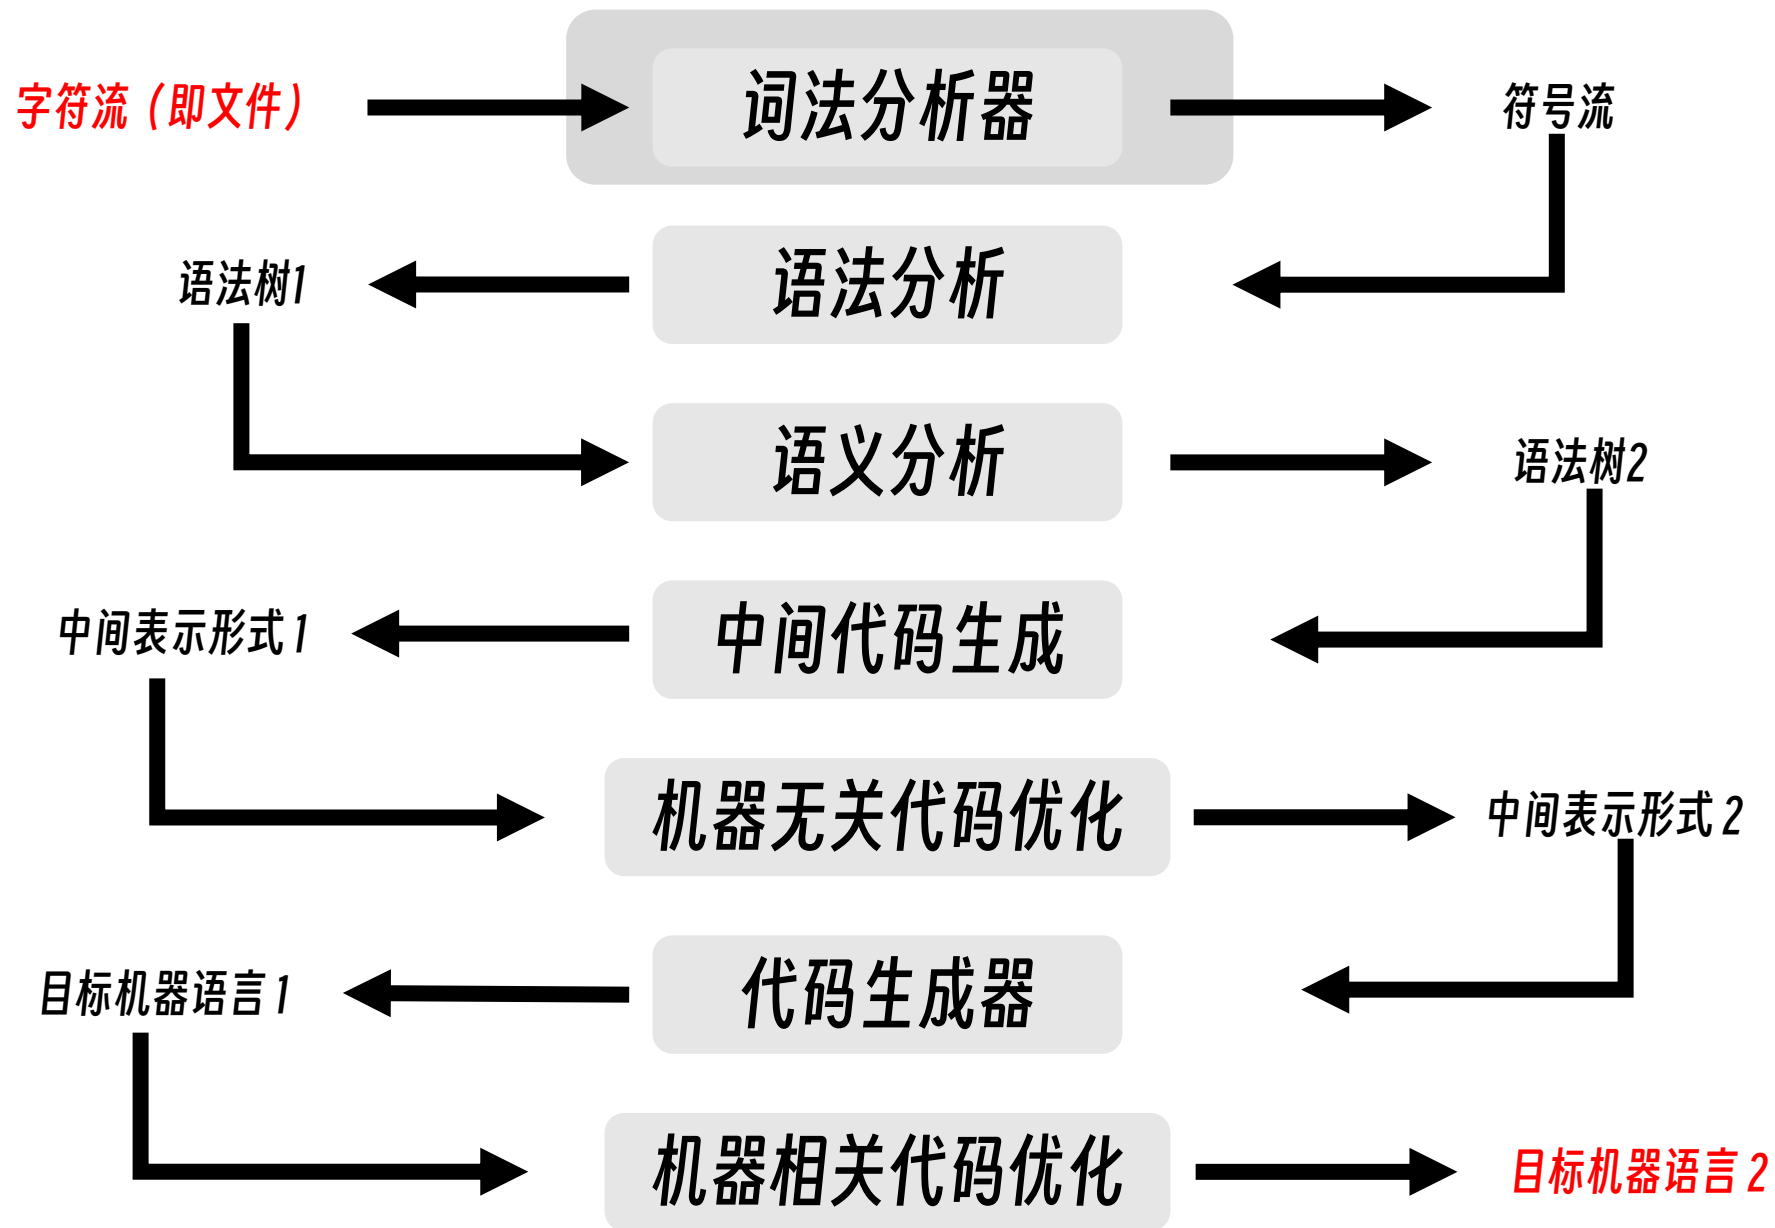 字符流（即文件）
词法分析器
符号流
语法树1
语法分析
语义分析
语法树2
中间表示形式 1
中间代码生成
机器无关代码优化
中间表示形式 2
目标机器语言 1
代码生成器
机器相关代码优化
目标机器语言 2